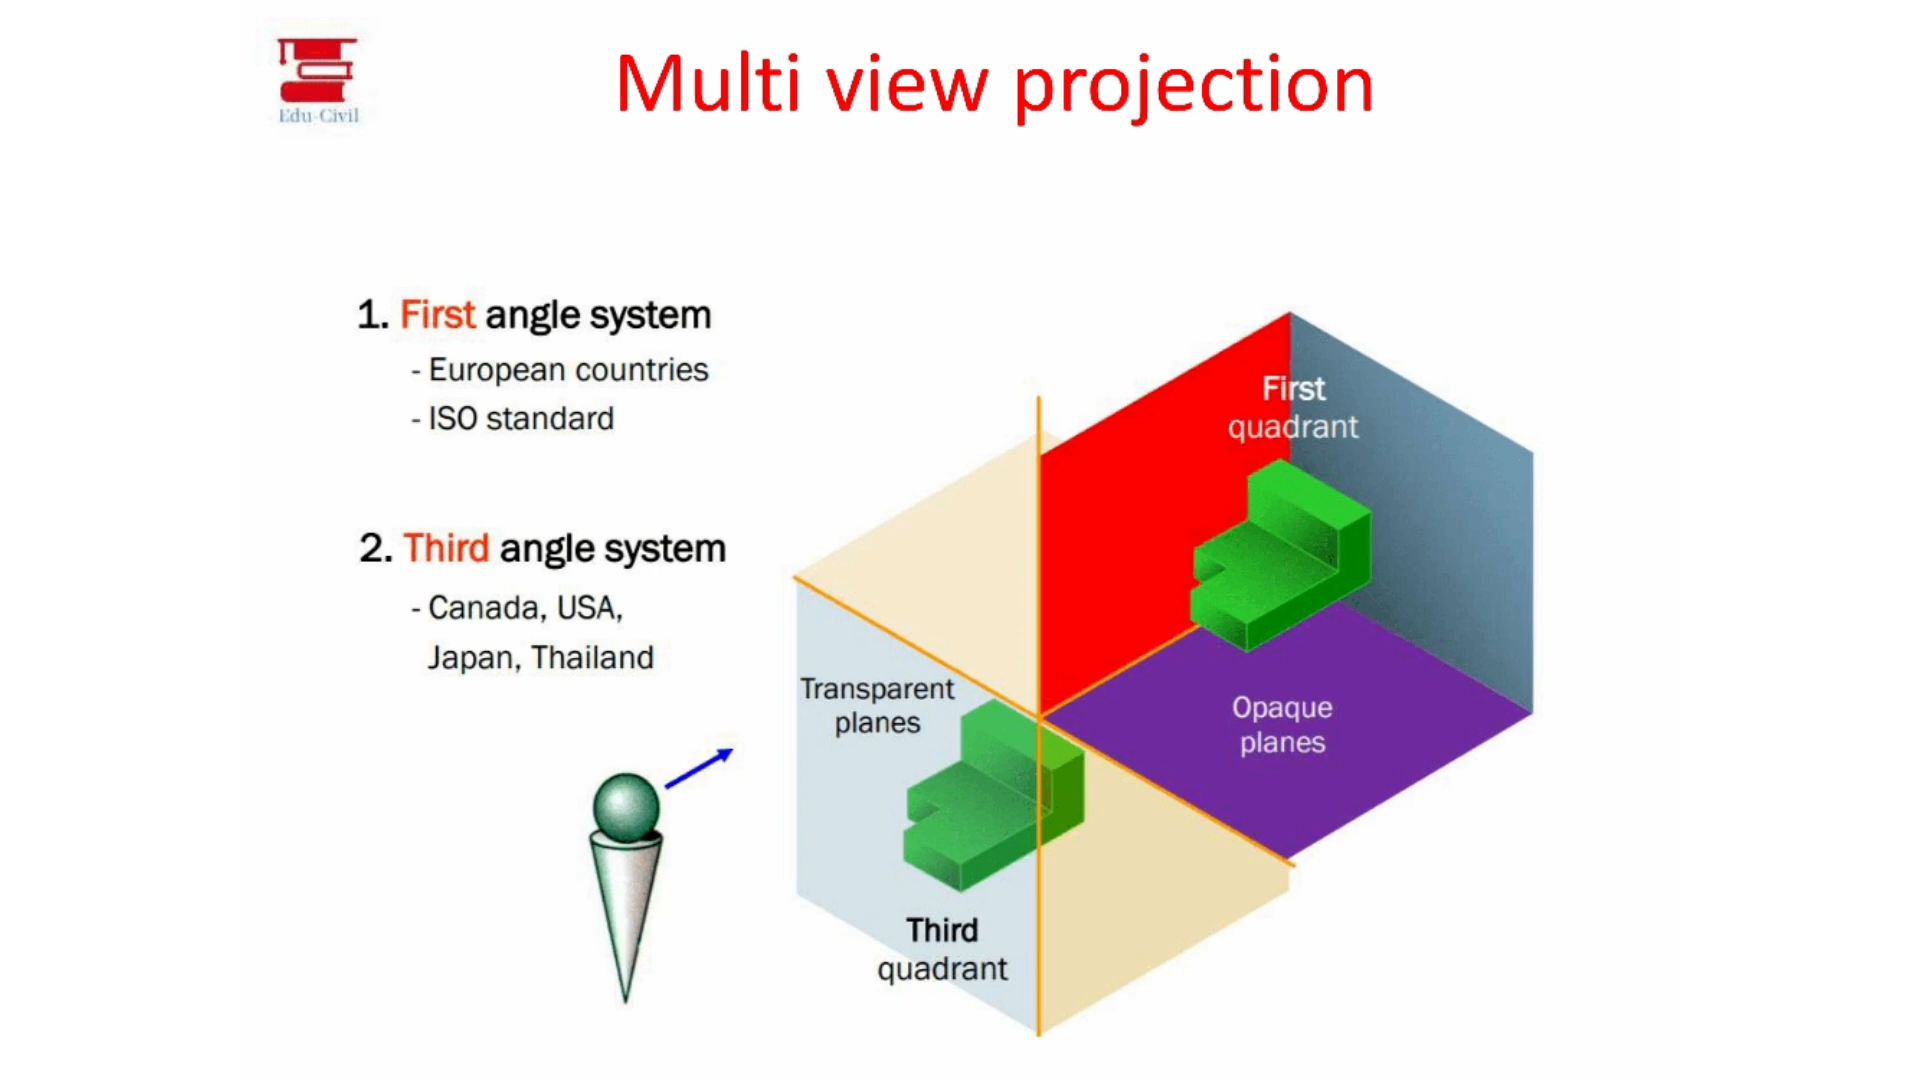 Edu-Civil
Multi view projection
1. First angle system
- European countries
- ISO standard
2. Third angle system
- Canada, USA,
Japan, Thailand
First
quadrant
Transparent
planes
Opaque
planes
Third
quadrant